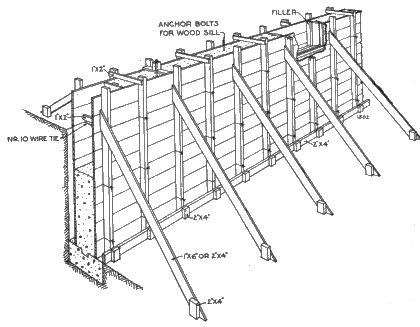 FILLER
ANCHOR BOLTS
FOR WOOD SILL
1"X2"
1"X2"
NR. 10 WIRE TIE
2"X4"
2"X4"
1"X6" OR 2"X4"
2"X4"